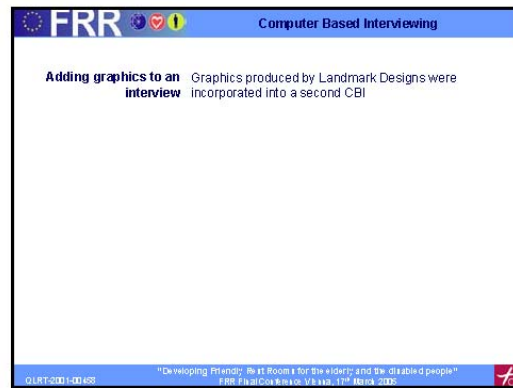 FRR
Computer Based Interviewing
Adding graphics to an
interview
Graphics produced by Landmark Designs were
incorporated into a second CBI
"Developing Friendly Rest Rooms for the elderly and the disabled people"
QLRT-2001-00458
FRR Final Conference Vienna, 17th March 2005